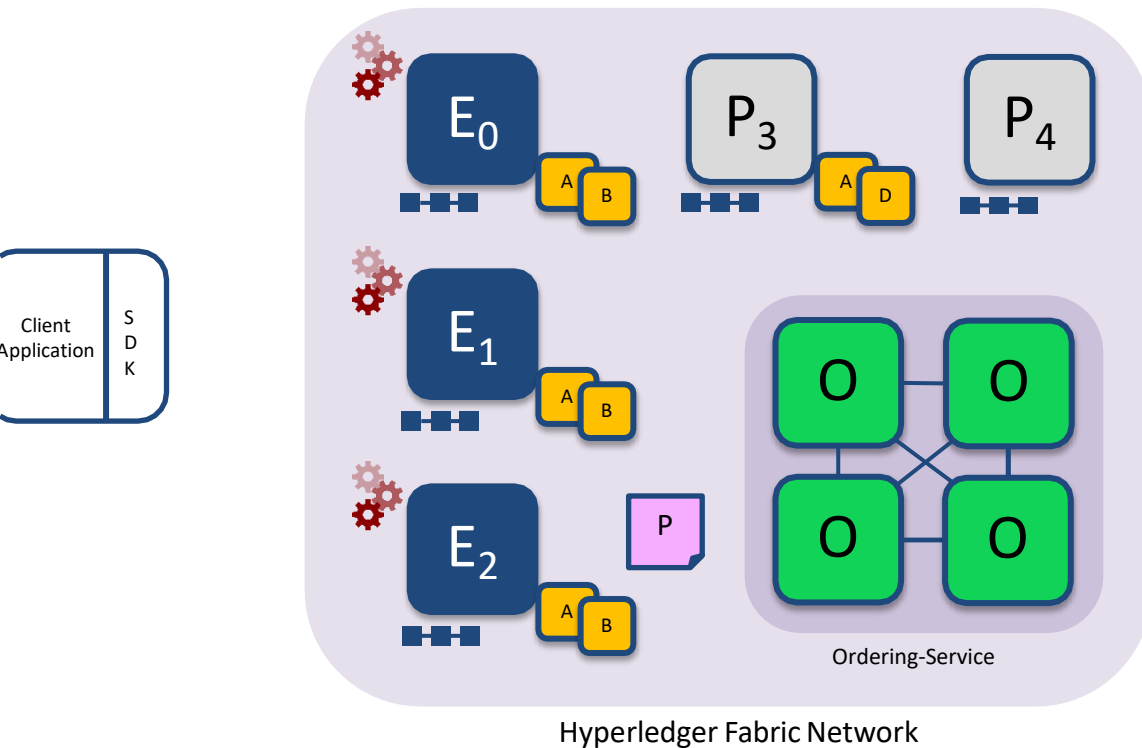 E0
P3
P4
A
B
A
D
Client
Application
S
D
K
E1
A
B
O
O
E2
P
O
O
A
B
Ordering-Service
Hyperledger Fabric Network